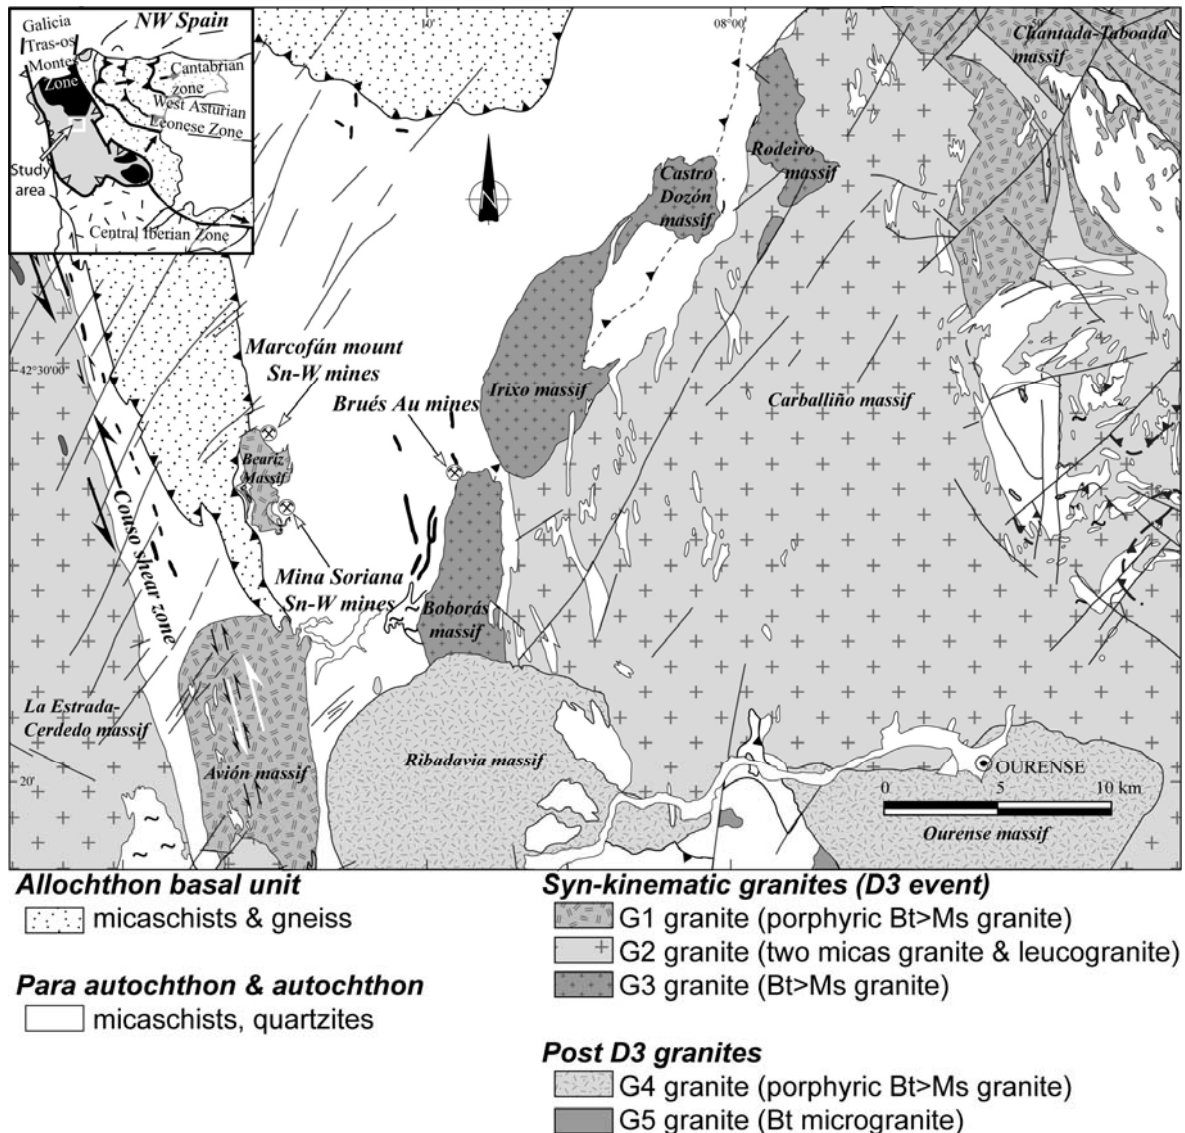 NW Spain
Galicia
Tras-os
Montes
Zone
Cantabrian
zone
West Asturian
Leonese Zone
Study
area
Central Iberian Zone
10'
08°00'
50'
Chantada-Taboada
massif
Rodeiro
massif
Castro
Dozón
massif
N
42°30'00"
Marcofán mount
Sn-W mines
Brués Au mines
Irixo massif
Carballiño massif
Beariz
Massif
Couso shear zone
Mina Soriana
Sn-W mines
Boborás
massif
La Estrada-
Cerdedo massif
20'
Avión massif
Ribadavia massif
OURENSE
0 5 10 km
Ourense massif
Allochthon basal unit
micaschists & gneiss
Para autochthon & autochthon
micaschists, quartzites
Syn-kinematic granites (D3 event)
G1 granite (porphyric Bt>Ms granite)
G2 granite (two micas granite & leucogranite)
G3 granite (Bt>Ms granite)
Post D3 granites
G4 granite (porphyric Bt>Ms granite)
G5 granite (Bt microgranite)